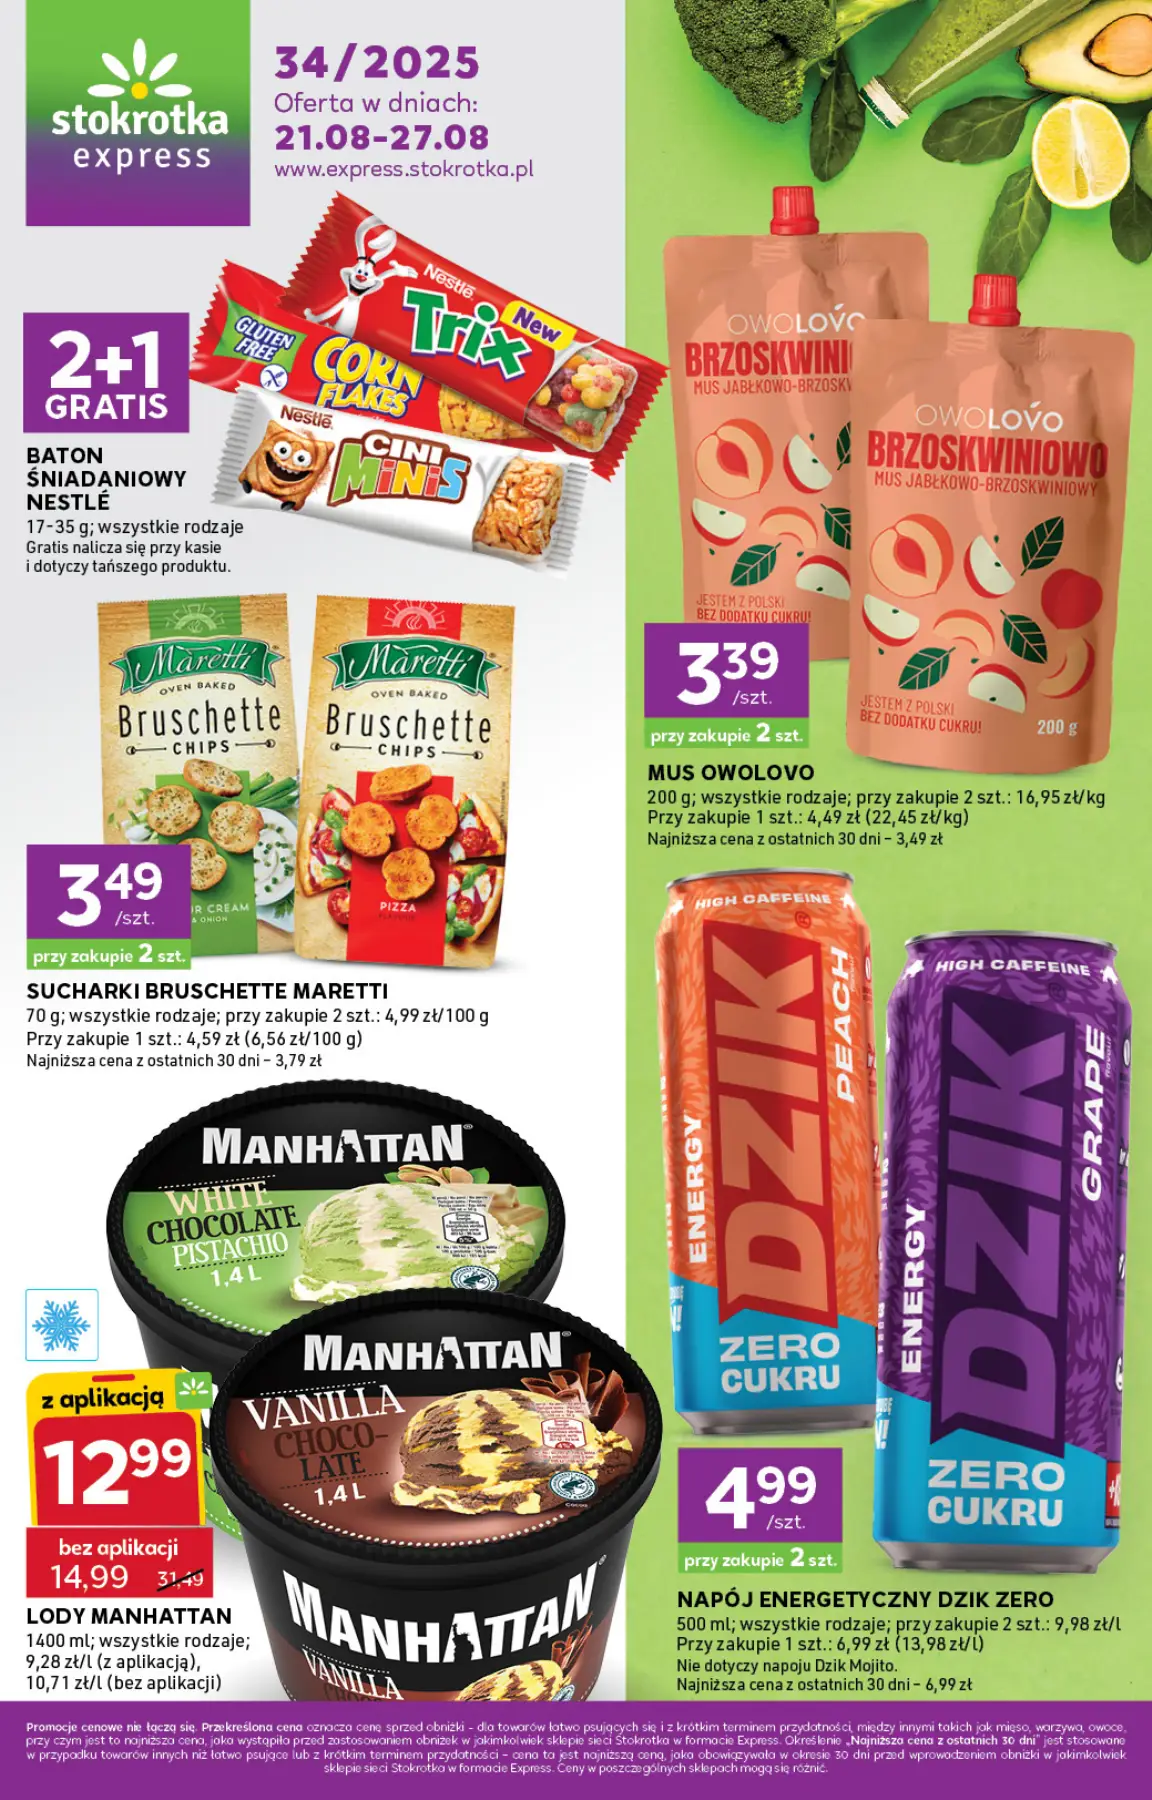 stokrotka
express
34/2025
Oferta w dniach:
21.08-27.08
www.express.stokrotka.pl
2+1
GRATIS
BATON
ŚNIADANIOWY
NESTLÉ
17-35 g; wszystkie rodzaje
Gratis nalicza się przy kasie
i dotyczy tańszego produktu.
Nestlé
Trix
New
GLUTEN
FREE
CORN
FLAKES
Nestlé
CINI
MINIS
OWOLOVO
BRZOSKWINI
MUS JABŁKOWO-BRZOSKW
JESTEM Z POLSKI
BEZ DODATKU CUKRU!
OWOLOVO
BRZOSKWINIOWO
MUS JABŁKOWO-BRZOSKWINIOWY
JESTEM Z POLSKI
BEZ DODATKU CUKRU!
200 g
3 39
/szt.
przy zakupie 2 szt.
MUS OWOLOVO
200 g; wszystkie rodzaje; przy zakupie 2 szt.: 16,95 zł/kg
Przy zakupie 1 szt.: 4,49 zł (22,45 zł/kg)
Najniższa cena z ostatnich 30 dni – 3,49 zł
Maretti
OVEN BAKED
Bruschette
CHIPS
R CREAM
& ONION
Maretti
OVEN BAKED
Bruschette
CHIPS
PIZZA
FLAVOUR
3 49
/szt.
przy zakupie 2 szt.
SUCHARKI BRUSCHETTE MARETTI
70 g; wszystkie rodzaje; przy zakupie 2 szt.: 4,99 zł/100 g
Przy zakupie 1 szt.: 4,59 zł (6,56 zł/100 g)
Najniższa cena z ostatnich 30 dni – 3,79 zł
HIGH CAFFEINE
DZIK®
PEACH
ENERGY
ZERO
CUKRU
HIGH CAFFEINE
DZIK
GRAPE
flavour
ENERGY
ZERO
CUKRU
4 99
/szt.
przy zakupie 2 szt.
NAPÓJ ENERGETYCZNY DZIK ZERO
500 ml; wszystkie rodzaje; przy zakupie 2 szt.: 9,98 zł/l
Przy zakupie 1 szt.: 6,99 zł (13,98 zł/l)
Nie dotyczy napoju Dzik Mojito.
Najniższa cena z ostatnich 30 dni – 6,99 zł
MANHATTAN®
WHITE
CHOCOLATE
PISTACHIO
1,4 L
MANHATTAN®
VANILLA
CHOCO-
LATE
1,4 L
Cocoa
MANHATTAN
VANILLA
z aplikacją
12 99
bez aplikacji
14,99 31,49
LODY MANHATTAN
1400 ml; wszystkie rodzaje;
9,28 zł/l (z aplikacją),
10,71 zł/l (bez aplikacji)
Promocje cenowe nie łączą się. Przekreślona cena oznacza cenę sprzed obniżki - dla towarów łatwo psujących się i z krótkim terminem przydatności, między innymi takich jak mięso, warzywa, owoce,
przy czym jest to najniższa cena, jaka wystąpiła przed zastosowaniem obniżek w jakimkolwiek sklepie sieci Stokrotka w formacie Express. Określenie „Najniższa cena z ostatnich 30 dni" jest stosowane
w przypadku towarów innych niż łatwo psujące lub z krótkim terminem przydatności - cena ta jest najniższą ceną, jaka obowiązywała w okresie 30 dni przed wprowadzeniem obniżki w jakimkolwiek
sklepie sieci Stokrotka w formacie Express. Ceny w poszczególnych sklepach mogą się różnić.